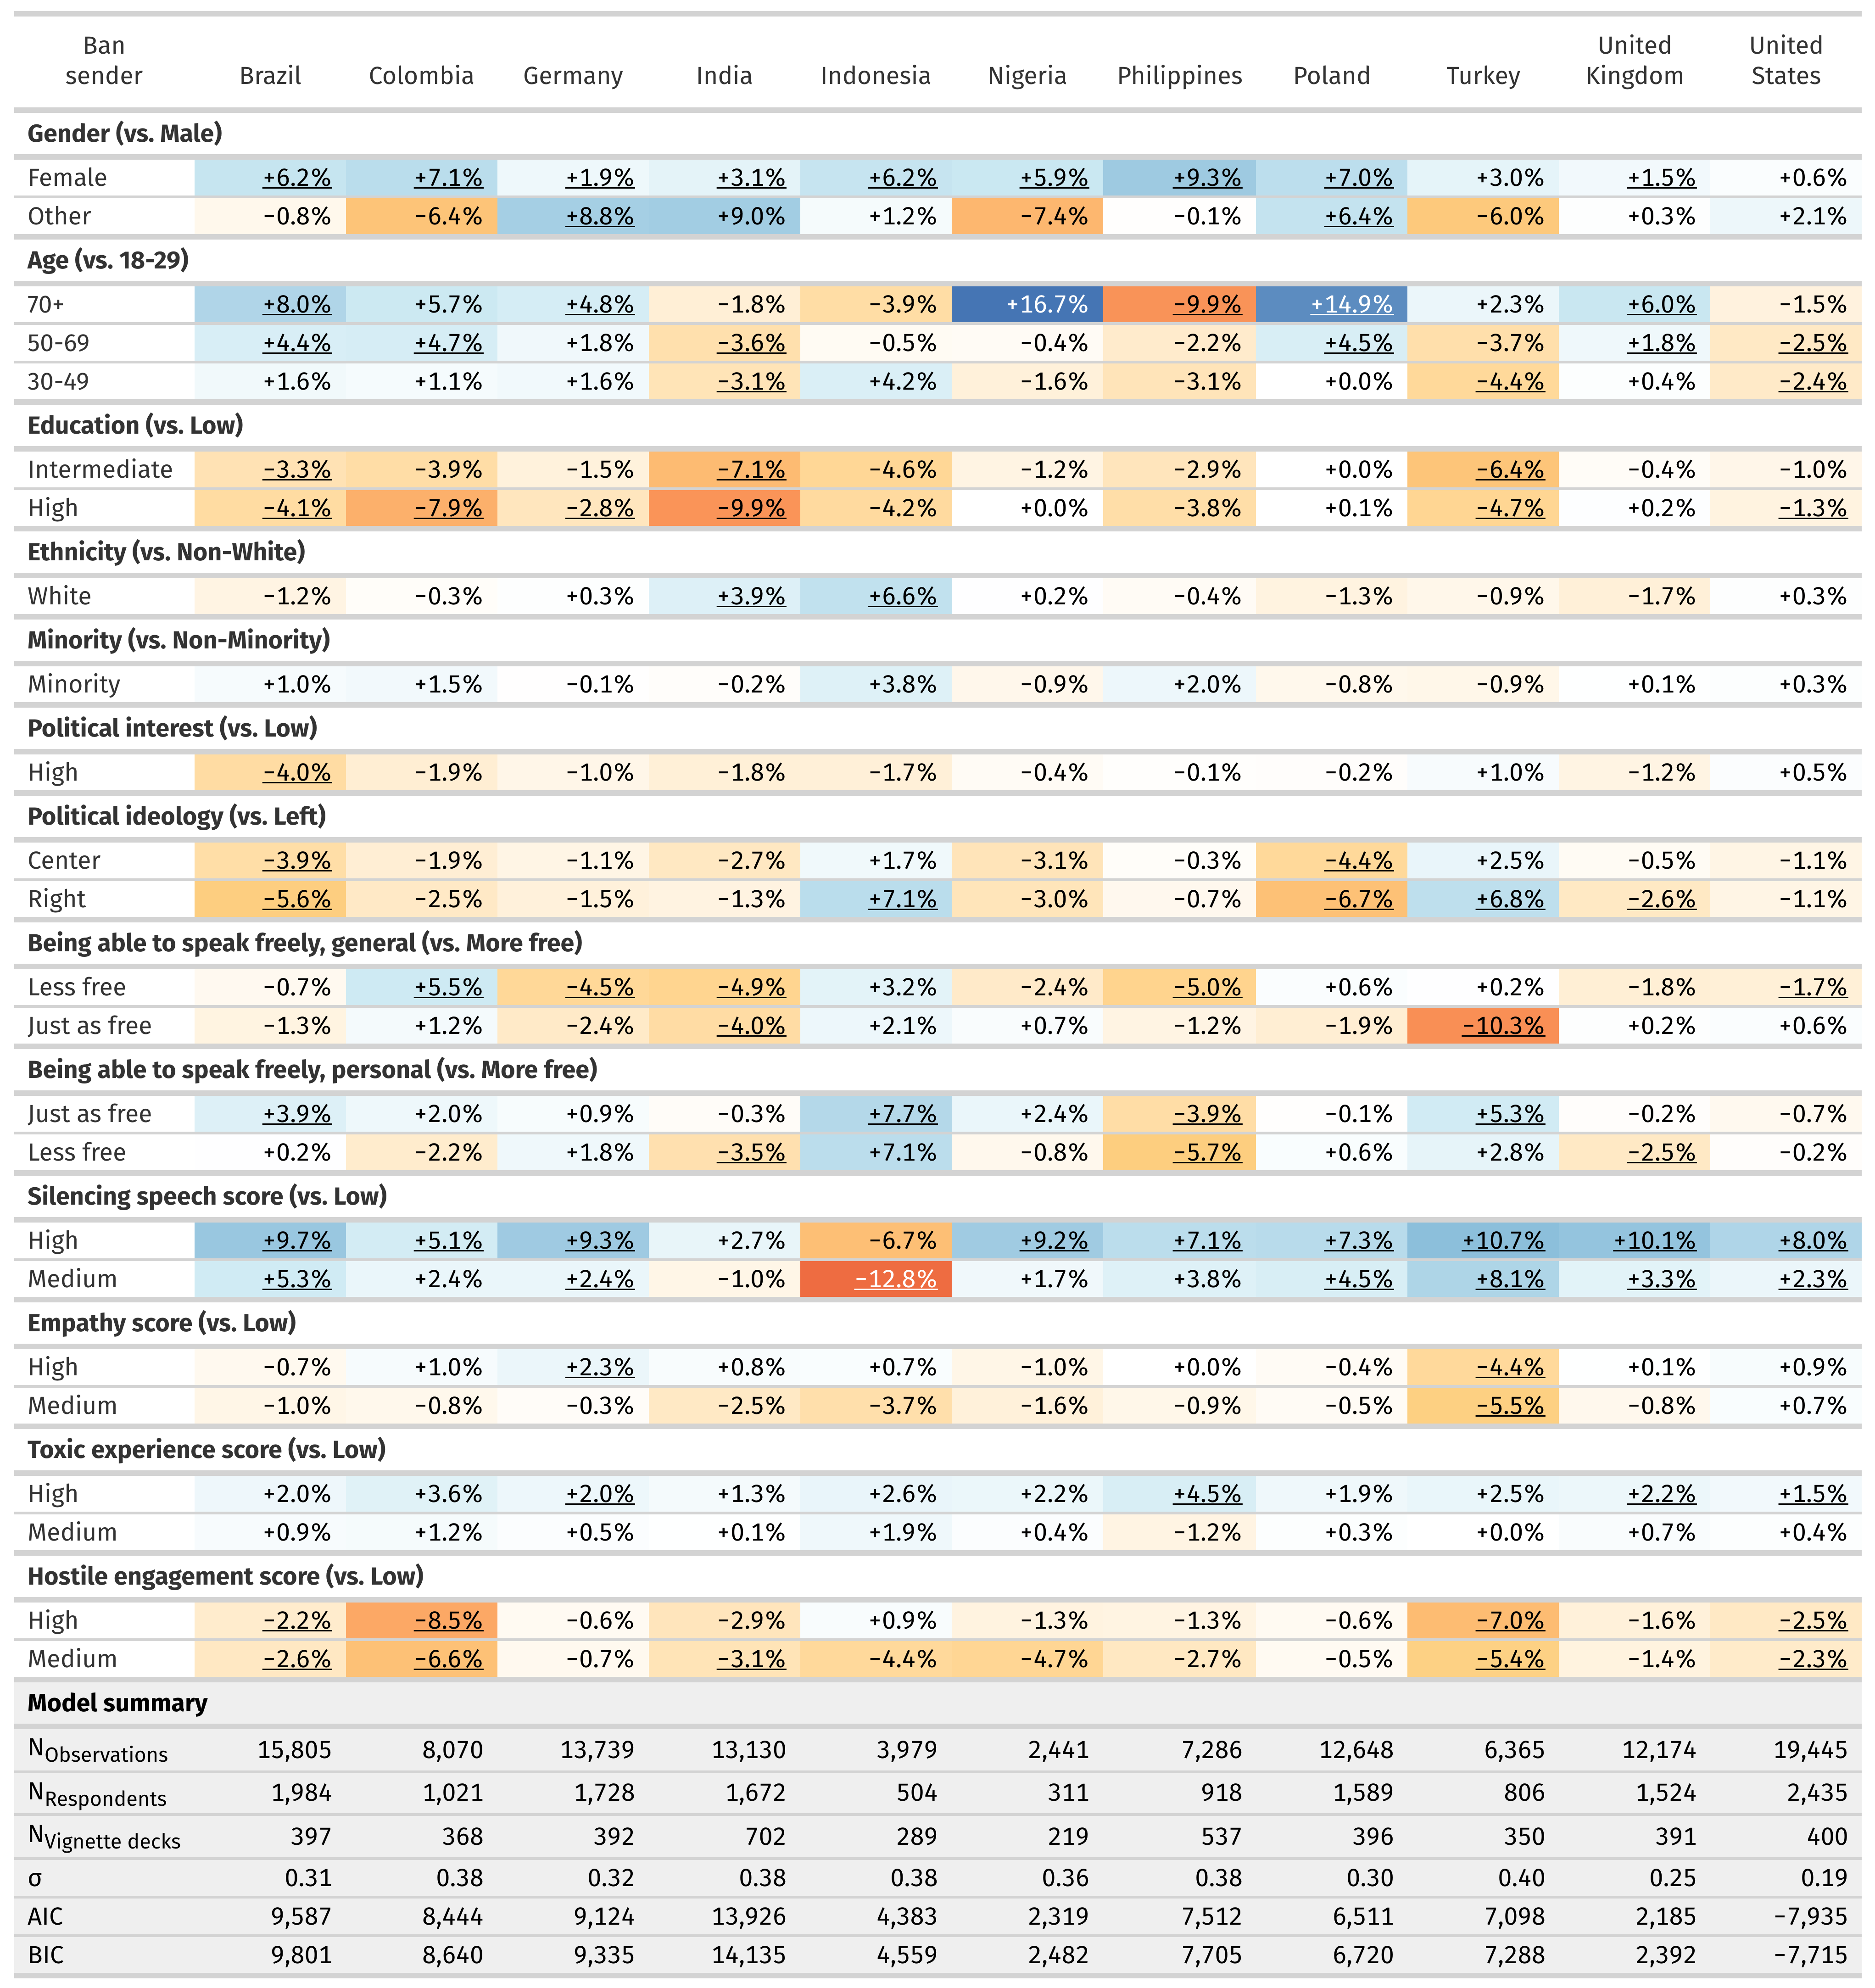 Ban sender Brazil Colombia Germany India Indonesia Nigeria Philippines Poland Turkey United Kingdom United States
Gender (vs. Male)
Female +6.2% +7.1% +1.9% +3.1% +6.2% +5.9% +9.3% +7.0% +3.0% +1.5% +0.6%
Other −0.8% −6.4% +8.8% +9.0% +1.2% −7.4% −0.1% +6.4% −6.0% +0.3% +2.1%
Age (vs. 18-29)
70+ +8.0% +5.7% +4.8% −1.8% −3.9% +16.7% −9.9% +14.9% +2.3% +6.0% −1.5%
50-69 +4.4% +4.7% +1.8% −3.6% −0.5% −0.4% −2.2% +4.5% −3.7% +1.8% −2.5%
30-49 +1.6% +1.1% +1.6% −3.1% +4.2% −1.6% −3.1% +0.0% −4.4% +0.4% −2.4%
Education (vs. Low)
Intermediate −3.3% −3.9% −1.5% −7.1% −4.6% −1.2% −2.9% +0.0% −6.4% −0.4% −1.0%
High −4.1% −7.9% −2.8% −9.9% −4.2% +0.0% −3.8% +0.1% −4.7% +0.2% −1.3%
Ethnicity (vs. Non-White)
White −1.2% −0.3% +0.3% +3.9% +6.6% +0.2% −0.4% −1.3% −0.9% −1.7% +0.3%
Minority (vs. Non-Minority)
Minority +1.0% +1.5% −0.1% −0.2% +3.8% −0.9% +2.0% −0.8% −0.9% +0.1% +0.3%
Political interest (vs. Low)
High −4.0% −1.9% −1.0% −1.8% −1.7% −0.4% −0.1% −0.2% +1.0% −1.2% +0.5%
Political ideology (vs. Left)
Center −3.9% −1.9% −1.1% −2.7% +1.7% −3.1% −0.3% −4.4% +2.5% −0.5% −1.1%
Right −5.6% −2.5% −1.5% −1.3% +7.1% −3.0% −0.7% −6.7% +6.8% −2.6% −1.1%
Being able to speak freely, general (vs. More free)
Less free −0.7% +5.5% −4.5% −4.9% +3.2% −2.4% −5.0% +0.6% +0.2% −1.8% −1.7%
Just as free −1.3% +1.2% −2.4% −4.0% +2.1% +0.7% −1.2% −1.9% −10.3% +0.2% +0.6%
Being able to speak freely, personal (vs. More free)
Just as free +3.9% +2.0% +0.9% −0.3% +7.7% +2.4% −3.9% −0.1% +5.3% −0.2% −0.7%
Less free +0.2% −2.2% +1.8% −3.5% +7.1% −0.8% −5.7% +0.6% +2.8% −2.5% −0.2%
Silencing speech score (vs. Low)
High +9.7% +5.1% +9.3% +2.7% −6.7% +9.2% +7.1% +7.3% +10.7% +10.1% +8.0%
Medium +5.3% +2.4% +2.4% −1.0% −12.8% +1.7% +3.8% +4.5% +8.1% +3.3% +2.3%
Empathy score (vs. Low)
High −0.7% +1.0% +2.3% +0.8% +0.7% −1.0% +0.0% −0.4% −4.4% +0.1% +0.9%
Medium −1.0% −0.8% −0.3% −2.5% −3.7% −1.6% −0.9% −0.5% −5.5% −0.8% +0.7%
Toxic experience score (vs. Low)
High +2.0% +3.6% +2.0% +1.3% +2.6% +2.2% +4.5% +1.9% +2.5% +2.2% +1.5%
Medium +0.9% +1.2% +0.5% +0.1% +1.9% +0.4% −1.2% +0.3% +0.0% +0.7% +0.4%
Hostile engagement score (vs. Low)
High −2.2% −8.5% −0.6% −2.9% +0.9% −1.3% −1.3% −0.6% −7.0% −1.6% −2.5%
Medium −2.6% −6.6% −0.7% −3.1% −4.4% −4.7% −2.7% −0.5% −5.4% −1.4% −2.3%
Model summary
NObservations 15,805 8,070 13,739 13,130 3,979 2,441 7,286 12,648 6,365 12,174 19,445
NRespondents 1,984 1,021 1,728 1,672 504 311 918 1,589 806 1,524 2,435
NVignette decks 397 368 392 702 289 219 537 396 350 391 400
σ 0.31 0.38 0.32 0.38 0.38 0.36 0.38 0.30 0.40 0.25 0.19
AIC 9,587 8,444 9,124 13,926 4,383 2,319 7,512 6,511 7,098 2,185 −7,935
BIC 9,801 8,640 9,335 14,135 4,559 2,482 7,705 6,720 7,288 2,392 −7,715